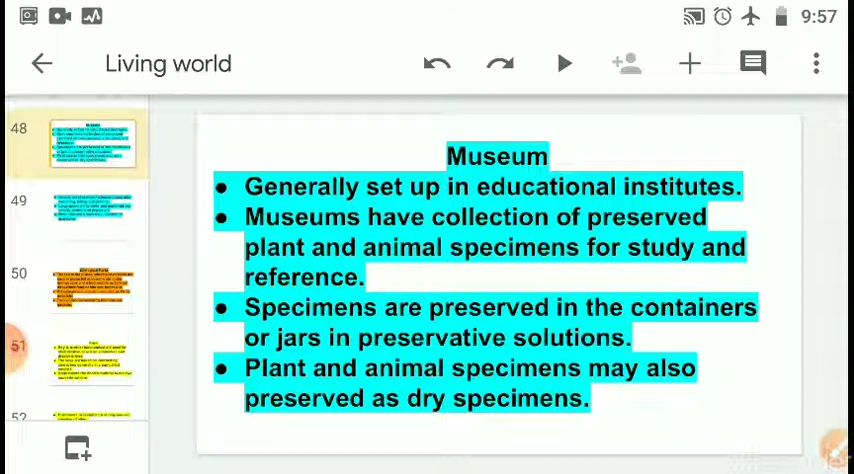 9:57
Living world
48
49
50
51
52
Museum
● Generally set up in educational institutes.
● Museums have collection of preserved
plant and animal specimens for study and
reference.
● Specimens are preserved in the containers
or jars in preservative solutions.
● Plant and animal specimens may also
preserved as dry specimens.